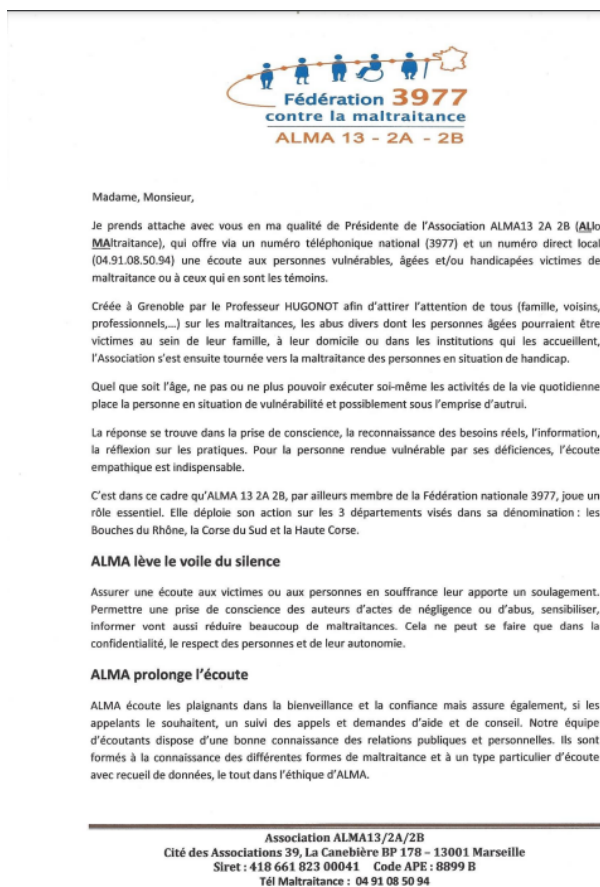 Fédération 3977
contre la maltraitance
ALMA 13 - 2A - 2B
Madame, Monsieur,
Je prends attache avec vous en ma qualité de Présidente de l'Association ALMA13 2A 2B (ALlo
MAltraitance), qui offre via un numéro téléphonique national (3977) et un numéro direct local
(04.91.08.50.94) une écoute aux personnes vulnérables, âgées et/ou handicapées victimes de
maltraitance ou à ceux qui en sont les témoins.
Créée à Grenoble par le Professeur HUGONOT afin d'attirer l'attention de tous (famille, voisins,
professionnels,...) sur les maltraitances, les abus divers dont les personnes âgées pourraient être
victimes au sein de leur famille, à leur domicile ou dans les institutions qui les accueillent,
l'Association s'est ensuite tournée vers la maltraitance des personnes en situation de handicap.
Quel que soit l'âge, ne pas ou ne plus pouvoir exécuter soi-même les activités de la vie quotidienne
place la personne en situation de vulnérabilité et possiblement sous l'emprise d'autrui.
La réponse se trouve dans la prise de conscience, la reconnaissance des besoins réels, l'information,
la réflexion sur les pratiques. Pour la personne rendue vulnérable par ses déficiences, l'écoute
empathique est indispensable.
C'est dans ce cadre qu'ALMA 13 2A 2B, par ailleurs membre de la Fédération nationale 3977, joue un
rôle essentiel. Elle déploie son action sur les 3 départements visés dans sa dénomination : les
Bouches du Rhône, la Corse du Sud et la Haute Corse.
ALMA lève le voile du silence
Assurer une écoute aux victimes ou aux personnes en souffrance leur apporte un soulagement.
Permettre une prise de conscience des auteurs d'actes de négligence ou d'abus, sensibiliser,
informer vont aussi réduire beaucoup de maltraitances. Cela ne peut se faire que dans la
confidentialité, le respect des personnes et de leur autonomie.
ALMA prolonge l'écoute
ALMA écoute les plaignants dans la bienveillance et la confiance mais assure également, si les
appelants le souhaitent, un suivi des appels et demandes d'aide et de conseil. Notre équipe
d'écoutants dispose d'une bonne connaissance des relations publiques et personnelles. Ils sont
formés à la connaissance des différentes formes de maltraitance et à un type particulier d'écoute
avec recueil de données, le tout dans l'éthique d'ALMA.
Association ALMA13/2A/2B
Cité des Associations 39, La Canebière BP 178 – 13001 Marseille
Siret : 418 661 823 00041 Code APE : 8899 B
Tél Maltraitance : 04 91 08 50 94